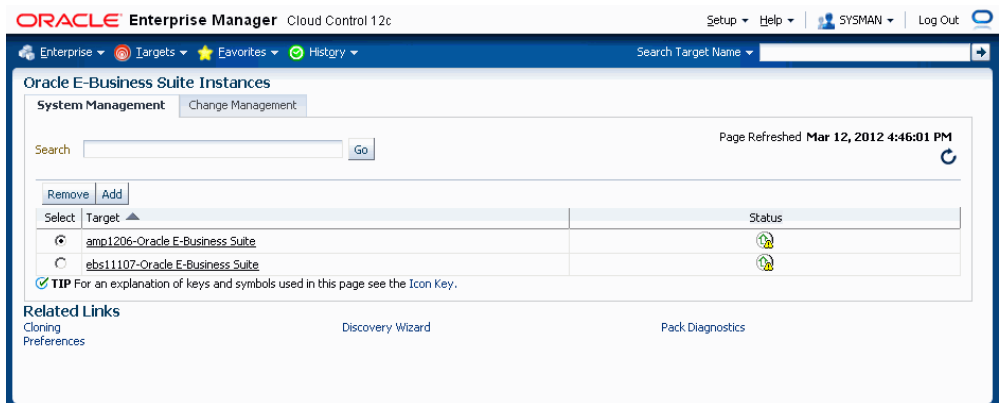 ORACLE Enterprise Manager Cloud Control 12c Setup Help SYSMAN Log Out
Enterprise Targets Favorites History Search Target Name
Oracle E-Business Suite Instances
System Management Change Management
Page Refreshed Mar 12, 2012 4:46:01 PM
Search Go
Remove Add
Select Target Status
amp1206-Oracle E-Business Suite
ebs11107-Oracle E-Business Suite
TIP For an explanation of keys and symbols used in this page see the Icon Key.
Related Links
Cloning Discovery Wizard Pack Diagnostics
Preferences